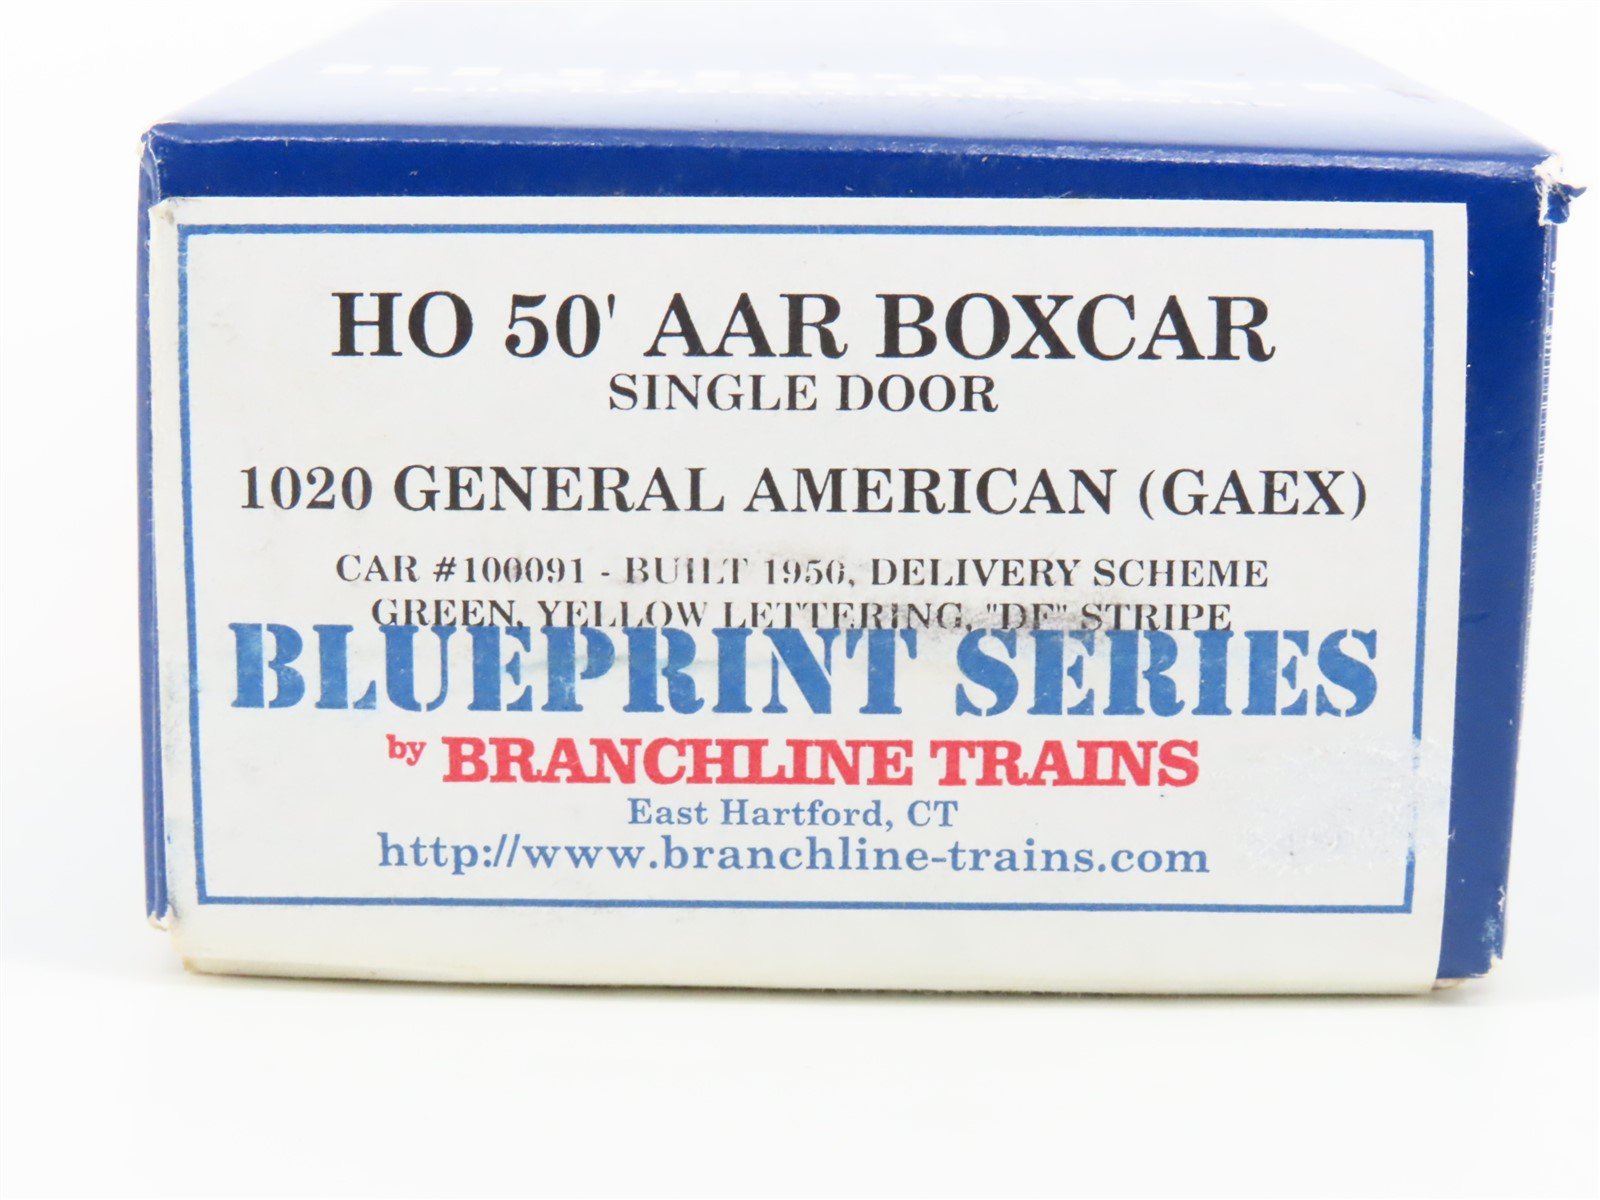 HO 50' AAR BOXCAR
SINGLE DOOR
1020 GENERAL AMERICAN (GAEX)
CAR #100091 - BUILT 1950, DELIVERY SCHEME
GREEN, YELLOW LETTERING, "DF" STRIPE
BLUEPRINT SERIES
by BRANCHLINE TRAINS
East Hartford, CT
http://www.branchline-trains.com